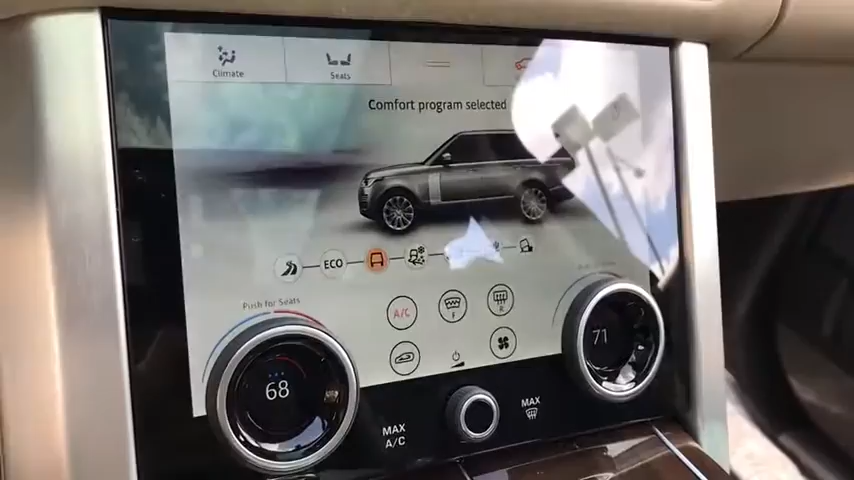 Climate
Seats
Comfort program selected
ECO
Push for Seats
A/C
F
R
68
71
MAX
A/C
MAX